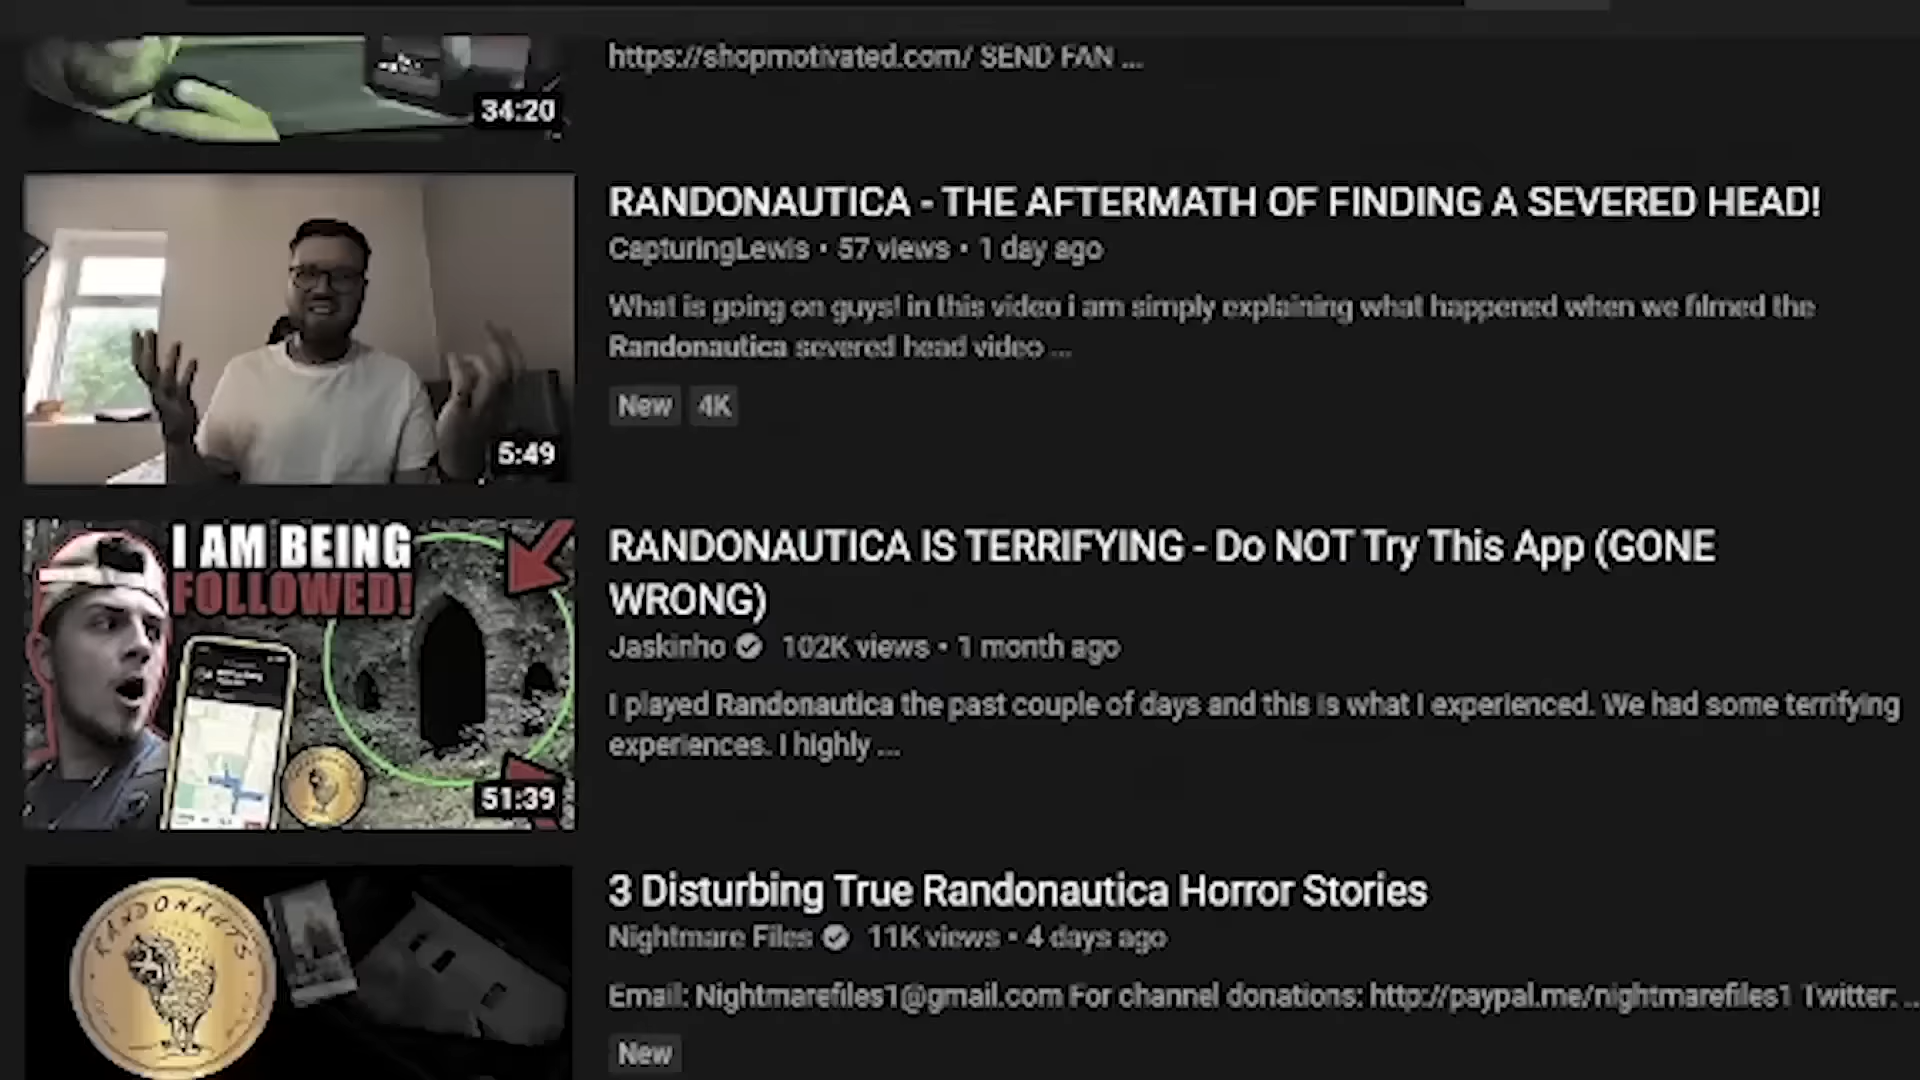 https://shopmotivated.com/ SEND FAN ...
34:20
RANDONAUTICA - THE AFTERMATH OF FINDING A SEVERED HEAD!
CapturingLewis • 57 views • 1 day ago
What is going on guys! in this video i am simply explaining what happened when we filmed the
Randonautica severed head video ...
New 4K
5:49
I AM BEING
FOLLOWED!
51:39
RANDONAUTICA IS TERRIFYING - Do NOT Try This App (GONE
WRONG)
Jaskinho 102K views • 1 month ago
I played Randonautica the past couple of days and this is what I experienced. We had some terrifying
experiences. I highly ...
RANDONAUTS
3 Disturbing True Randonautica Horror Stories
Nightmare Files 11K views • 4 days ago
Email: Nightmarefiles1@gmail.com For channel donations: http://paypal.me/nightmarefiles1 Twitter: ...
New